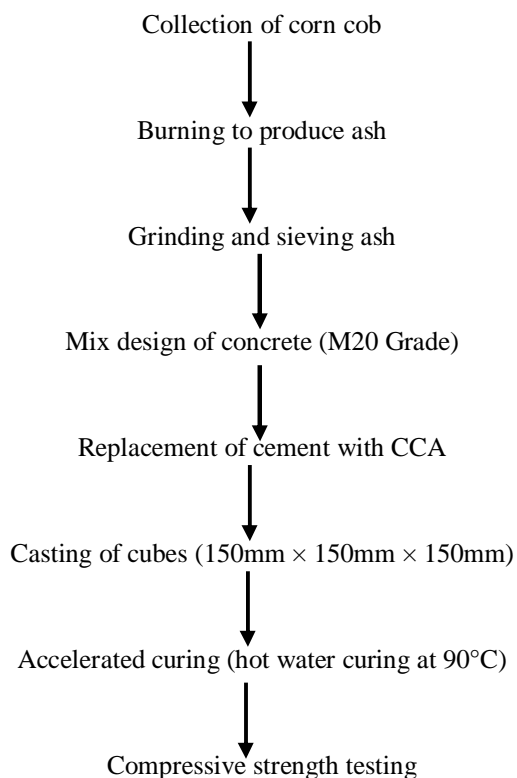 Collection of corn cob
Burning to produce ash
Grinding and sieving ash
Mix design of concrete (M20 Grade)
Replacement of cement with CCA
Casting of cubes (150mm × 150mm × 150mm)
Accelerated curing (hot water curing at 90°C)
Compressive strength testing